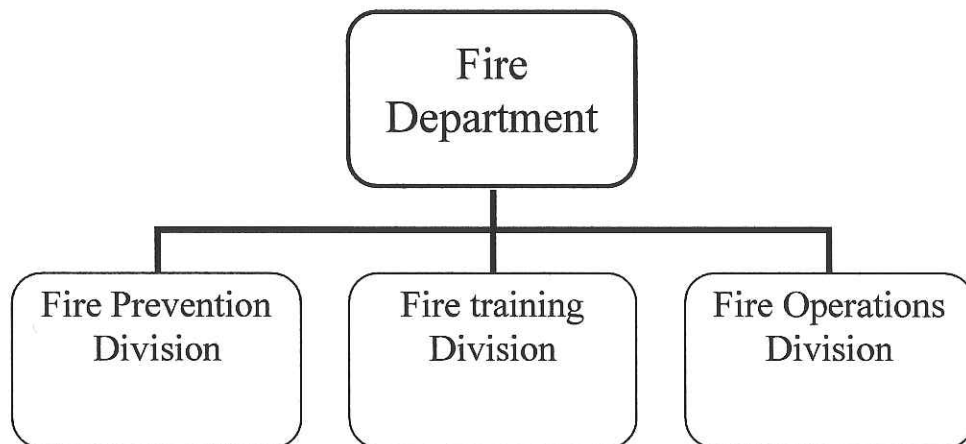 Fire
Department
Fire Prevention
Division
Fire training
Division
Fire Operations
Division